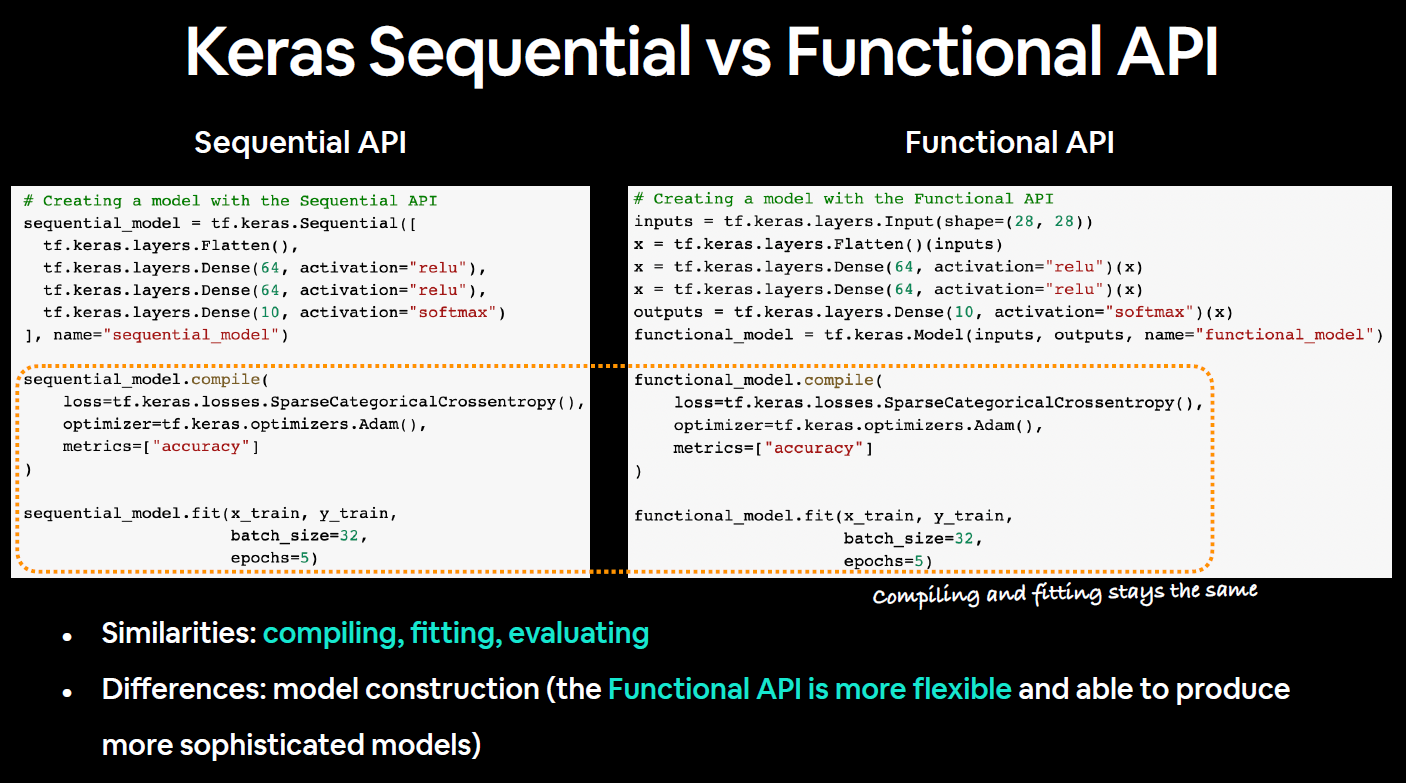 Keras Sequential vs Functional API
Sequential API
# Creating a model with the Sequential API
sequential_model = tf.keras.Sequential([
  tf.keras.layers.Flatten(),
  tf.keras.layers.Dense(64, activation="relu"),
  tf.keras.layers.Dense(64, activation="relu"),
  tf.keras.layers.Dense(10, activation="softmax")
], name="sequential_model")
sequential_model.compile(
    loss=tf.keras.losses.SparseCategoricalCrossentropy(),
    optimizer=tf.keras.optimizers.Adam(),
    metrics=["accuracy"]
)
sequential_model.fit(x_train, y_train,
                     batch_size=32,
                     epochs=5)
Functional API
# Creating a model with the Functional API
inputs = tf.keras.layers.Input(shape=(28, 28))
x = tf.keras.layers.Flatten()(inputs)
x = tf.keras.layers.Dense(64, activation="relu")(x)
x = tf.keras.layers.Dense(64, activation="relu")(x)
outputs = tf.keras.layers.Dense(10, activation="softmax")(x)
functional_model = tf.keras.Model(inputs, outputs, name="functional_model")
functional_model.compile(
    loss=tf.keras.losses.SparseCategoricalCrossentropy(),
    optimizer=tf.keras.optimizers.Adam(),
    metrics=["accuracy"]
)
functional_model.fit(x_train, y_train,
                     batch_size=32,
                     epochs=5)
Compiling and fitting stays the same
• Similarities: compiling, fitting, evaluating
• Differences: model construction (the Functional API is more flexible and able to produce
more sophisticated models)